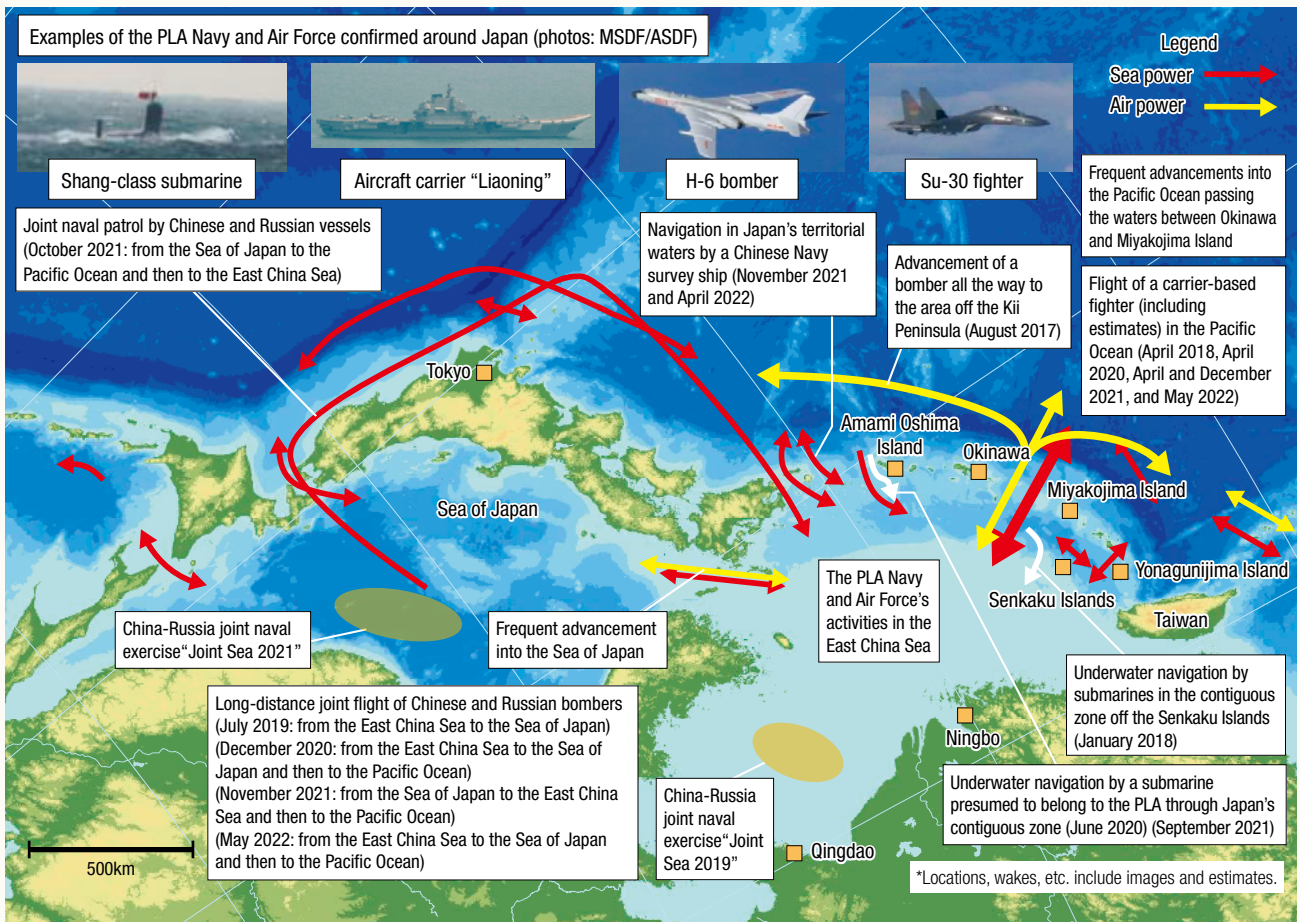 Examples of the PLA Navy and Air Force confirmed around Japan (photos: MSDF/ASDF)
Legend
Sea power
Air power
Shang-class submarine
Aircraft carrier “Liaoning”
H-6 bomber
Su-30 fighter
Frequent advancements into
the Pacific Ocean passing
the waters between Okinawa
and Miyakojima Island
Joint naval patrol by Chinese and Russian vessels
(October 2021: from the Sea of Japan to the
Pacific Ocean and then to the East China Sea)
Navigation in Japan’s territorial
waters by a Chinese Navy
survey ship (November 2021
and April 2022)
Advancement of a
bomber all the way to
the area off the Kii
Peninsula (August 2017)
Flight of a carrier-based
fighter (including
estimates) in the Pacific
Ocean (April 2018, April
2020, April and December
2021, and May 2022)
Tokyo
Amami Oshima
Island
Okinawa
Miyakojima Island
Sea of Japan
Yonagunijima Island
Senkaku Islands
Taiwan
The PLA Navy
and Air Force’s
activities in the
East China Sea
China-Russia joint naval
exercise“Joint Sea 2021”
Frequent advancement
into the Sea of Japan
Underwater navigation by
submarines in the contiguous
zone off the Senkaku Islands
(January 2018)
Long-distance joint flight of Chinese and Russian bombers
(July 2019: from the East China Sea to the Sea of Japan)
(December 2020: from the East China Sea to the Sea of
Japan and then to the Pacific Ocean)
(November 2021: from the Sea of Japan to the East China
Sea and then to the Pacific Ocean)
(May 2022: from the East China Sea to the Sea of Japan
and then to the Pacific Ocean)
Ningbo
Underwater navigation by a submarine
presumed to belong to the PLA through Japan’s
contiguous zone (June 2020) (September 2021)
China-Russia
joint naval
exercise“Joint
Sea 2019”
Qingdao
500km
*Locations, wakes, etc. include images and estimates.